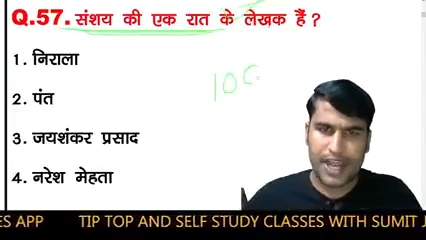 Q.57. संशय की एक रात के लेखक हैं ?
1. निराला
2. पंत
3. जयशंकर प्रसाद
4. नरेश मेहता
10
ES APP TIP TOP AND SELF STUDY CLASSES WITH SUMIT J